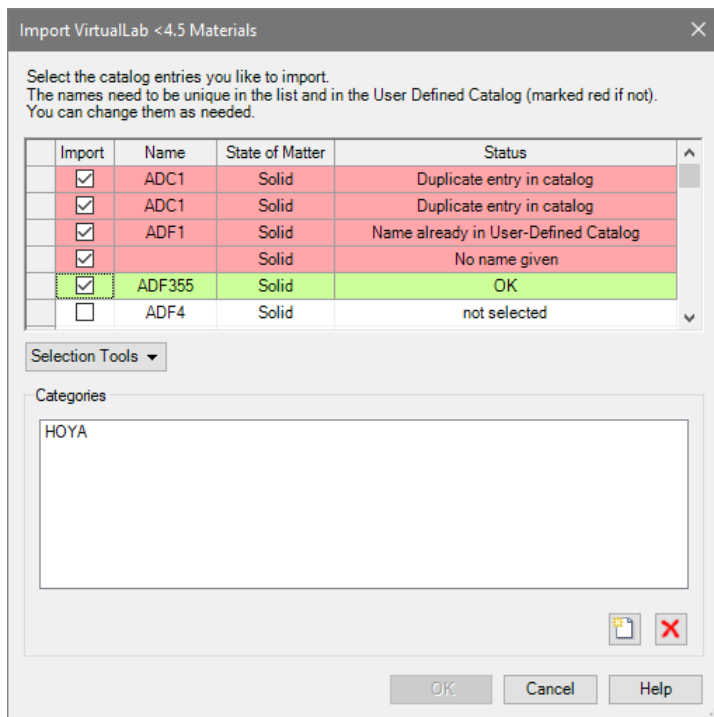 Import VirtualLab <4.5 Materials
Select the catalog entries you like to import.
The names need to be unique in the list and in the User Defined Catalog (marked red if not).
You can change them as needed.
Import Name State of Matter Status
ADC1 Solid Duplicate entry in catalog
ADC1 Solid Duplicate entry in catalog
ADF1 Solid Name already in User-Defined Catalog
Solid No name given
ADF355 Solid OK
ADF4 Solid not selected
Selection Tools
Categories
HOYA
OK Cancel Help